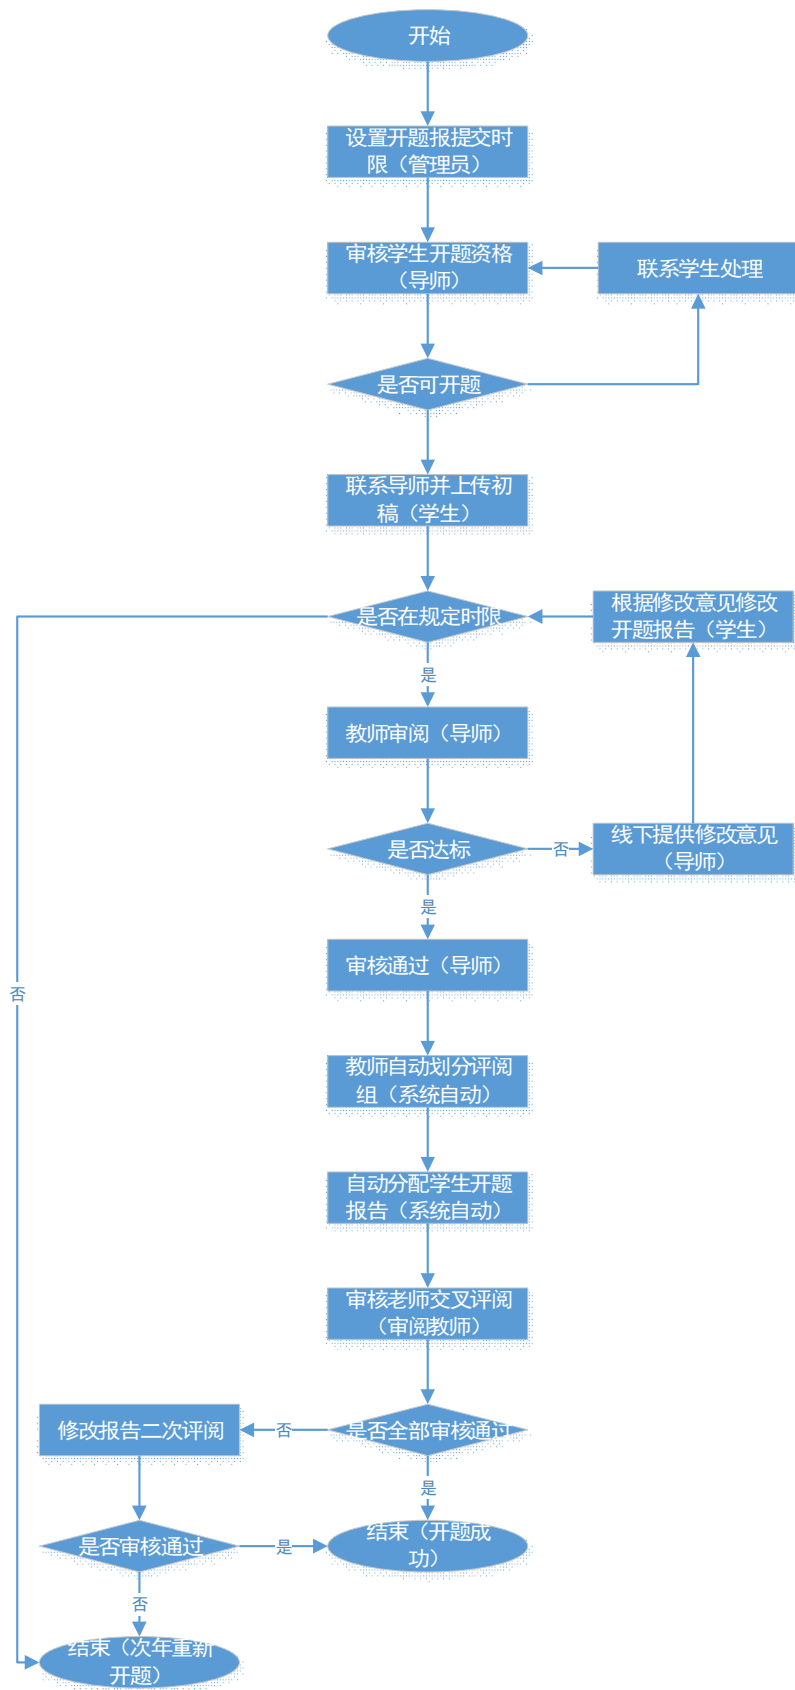 开始
设置开题报提交时
限（管理员）
审核学生开题资格
（导师）
联系学生处理
是否可开题
联系导师并上传初
稿（学生）
是否在规定时限
根据修改意见修改
开题报告（学生）
是
教师审阅（导师）
是否达标
否
线下提供修改意见
（导师）
是
审核通过（导师）
否
教师自动划分评阅
组（系统自动）
自动分配学生开题
报告（系统自动）
审核老师交叉评阅
（审阅教师）
修改报告二次评阅
否
是否全部审核通过
是
是否审核通过
是
结束（开题成
功）
否
结束（次年重新
开题）